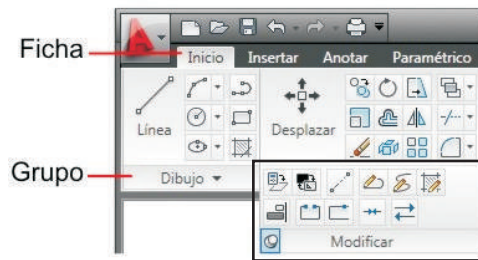 Ficha
Inicio Insertar Anotar Paramétrico
Línea
Desplazar
Grupo
Dibujo
Modificar